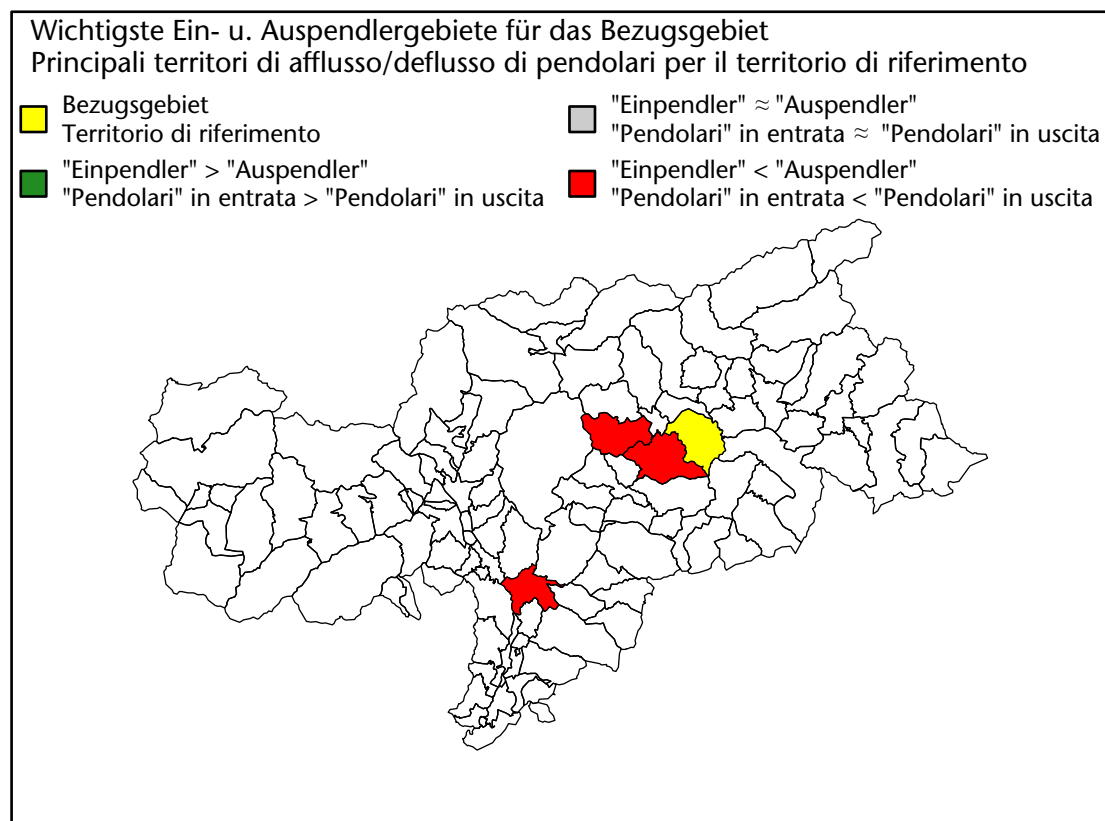 Wichtigste Ein- u. Auspendlergebiete für das Bezugsgebiet
Principali territori di afflusso/deflusso di pendolari per il territorio di riferimento
Bezugsgebiet
Territorio di riferimento
"Einpendler" > "Auspendler"
"Pendolari" in entrata > "Pendolari" in uscita
"Einpendler" ≈ "Auspendler"
"Pendolari" in entrata ≈ "Pendolari" in uscita
"Einpendler" < "Auspendler"
"Pendolari" in entrata < "Pendolari" in uscita